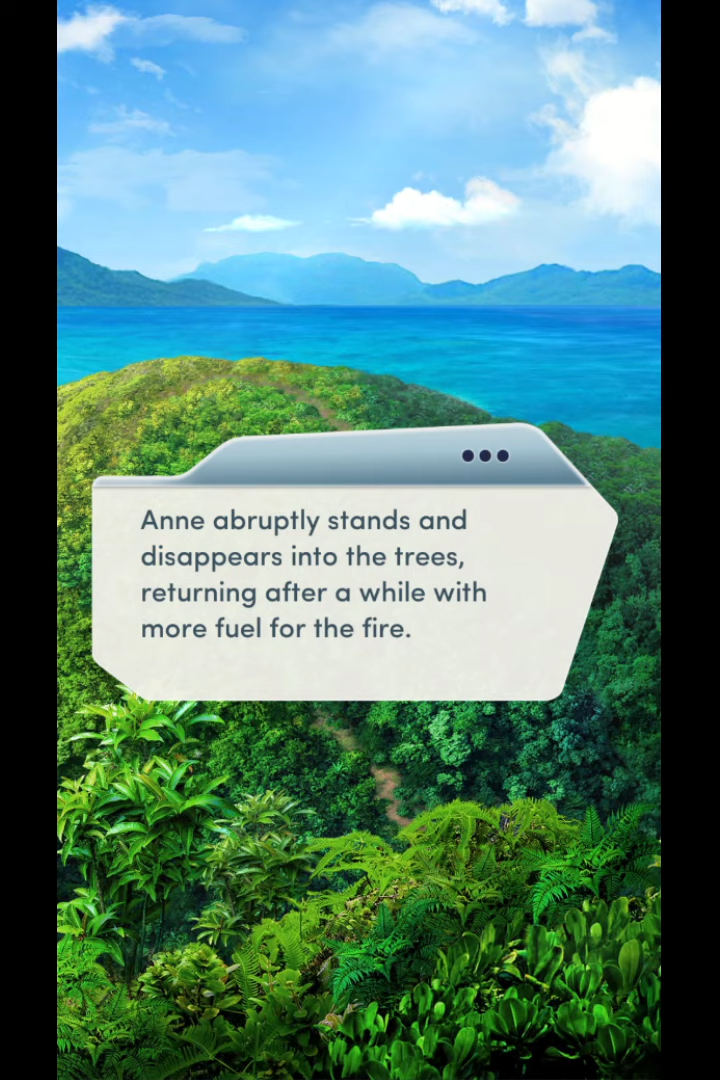 Anne abruptly stands and
disappears into the trees,
returning after a while with
more fuel for the fire.